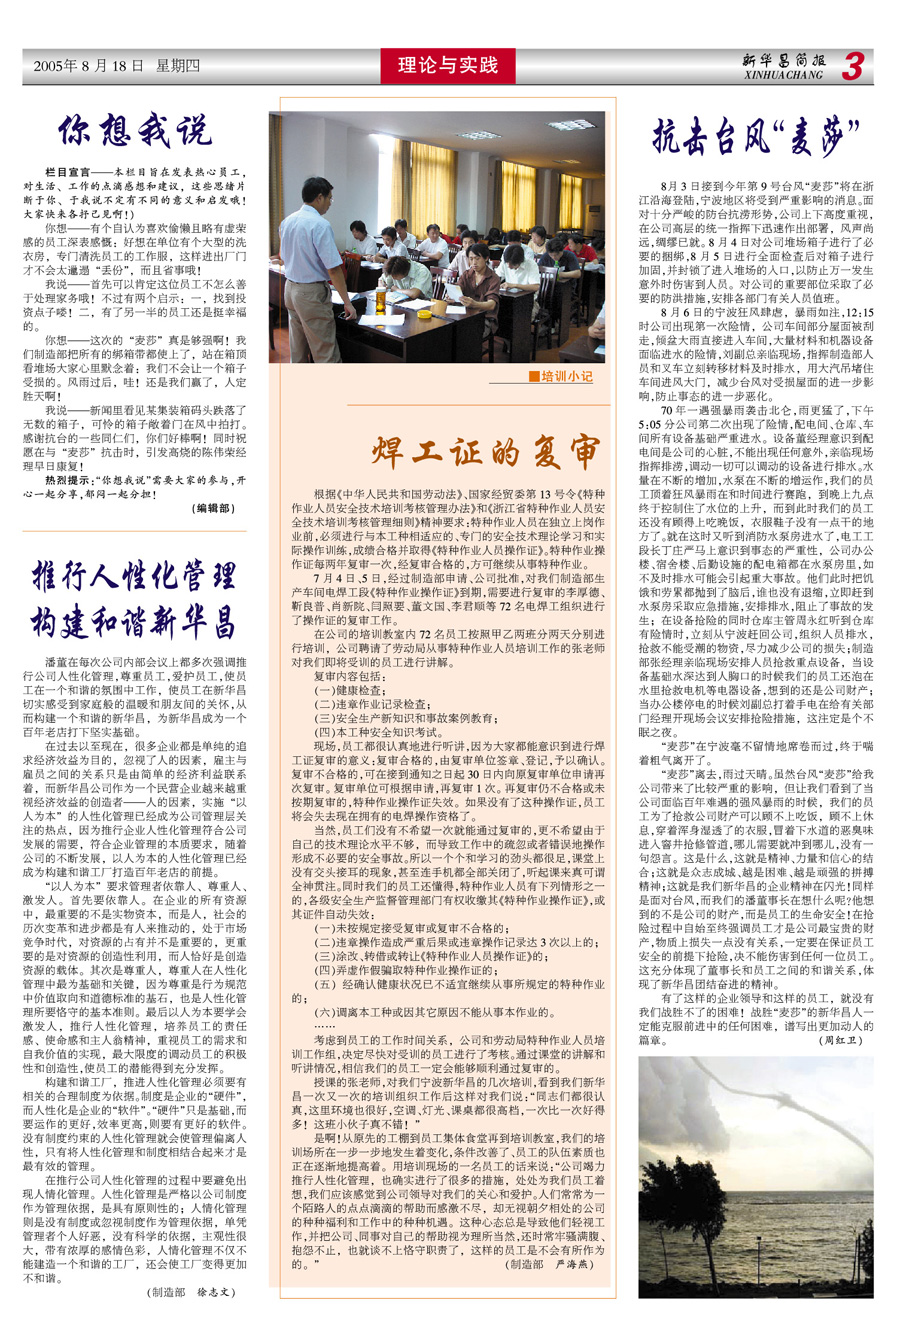 2005年 8 月 18 日 星期四
理论与实践
新华昌简报
XINHUACHANG
3
你想我说
栏目宣言——本栏目旨在发表热心员工,
对生活、工作的点滴感想和建议，这些思绪片
断于你、于我说不定有不同的意义和启发哦!
大家快来各抒己见啊!)
你想——有个自认为喜欢偷懒且略有虚荣
感的员工深表感慨：好想在单位有个大型的洗
衣房，专门清洗员工的工作服，这样进出厂门
才不会太邋遢“丢份”，而且省事哦!
我说——首先可以肯定这位员工不怎么善
于处理家务哦！不过有两个启示：一，找到投
资点子喽！二，有了另一半的员工还是挺幸福
的。
你想——这次的“麦莎”真是够强啊！我
们制造部把所有的绑箱带都使上了，站在箱顶
看堆场大家心里默念着：我们不会让一个箱子
受损的。风雨过后，哇！还是我们赢了，人定
胜天啊!
我说——新闻里看见某集装箱码头跌落了
无数的箱子，可怜的箱子敞着门在风中拍打。
感谢抗台的一些同仁们，你们好棒啊！同时祝
愿在与“麦莎”抗击时，引发高烧的陈伟荣经
理早日康复!
热烈提示:“你想我说”需要大家的参与,开
心一起分享,郁闷一起分担!
(编辑部)
推行人性化管理
构建和谐新华昌
潘董在每次公司内部会议上都多次强调推
行公司人性化管理,尊重员工,爱护员工,使员
工在一个和谐的氛围中工作，使员工在新华昌
切实感受到家庭般的温暖和朋友间的关怀,从
而构建一个和谐的新华昌，为新华昌成为一个
百年老店打下坚实基础。
在过去以至现在，很多企业都是单纯的追
求经济效益为目的，忽视了人的因素，雇主与
雇员之间的关系只是由简单的经济利益联系
着，而新华昌公司作为一个民营企业越来越重
视经济效益的创造者——人的因素，实施“以
人为本”的人性化管理已经成为公司管理层关
注的热点，因为推行企业人性化管理符合公司
发展的需要，符合企业管理的本质要求，随着
公司的不断发展，以人为本的人性化管理已经
成为构建和谐工厂打造百年老店的前提。
“以人为本”要求管理者依靠人、尊重人、
激发人。首先要依靠人。在企业的所有资源
中，最重要的不是实物资本，而是人，社会的
历次变革和进步都是有人来推动的，处于市场
竞争时代，对资源的占有并不是重要的，更重
要的是对资源的创造性利用，而人恰好是创造
资源的载体。其次是尊重人，尊重人在人性化
管理中最为基础和关键，因为尊重是行为规范
中价值取向和道德标准的基石，也是人性化管
理所要恪守的基本准则。最后以人为本要学会
激发人，推行人性化管理，培养员工的责任
感、使命感和主人翁精神，重视员工的需求和
自我价值的实现，最大限度的调动员工的积极
性和创造性,使员工的潜能得到充分发挥。
构建和谐工厂，推进人性化管理必须要有
相关的合理制度为依据。制度是企业的“硬件”,
而人性化是企业的“软件”。“硬件”只是基础,而
要运作的更好,效率更高,则要有更好的软件。
没有制度约束的人性化管理就会使管理偏离人
性，只有将人性化管理和制度相结合起来才是
最有效的管理。
在推行公司人性化管理的过程中要避免出
现人情化管理。人性化管理是严格以公司制度
作为管理依据，是具有原则性的；人情化管理
则是没有制度或忽视制度作为管理依据，单凭
管理者个人好恶，没有科学的依据，主观性很
大，带有浓厚的感情色彩，人情化管理不仅不
能建造一个和谐的工厂，还会使工厂变得更加
不和谐。
(制造部 徐志文)
■培训小记
焊工证的复审
根据《中华人民共和国劳动法》、国家经贸委第 13 号令《特种
作业人员安全技术培训考核管理办法》和《浙江省特种作业人员安
全技术培训考核管理细则》精神要求；特种作业人员在独立上岗作
业前,必须进行与本工种相适应的、专门的安全技术理论学习和实
际操作训练,成绩合格并取得《特种作业人员操作证》。特种作业操
作证每两年复审一次,经复审合格的,方可继续从事特种作业。
7 月 4 日、5 日,经过制造部申请、公司批准,对我们制造部生
产车间电焊工段《特种作业操作证》到期,需要进行复审的李厚德、
靳良普、肖新院、闫照要、董文国、李君顺等 72 名电焊工组织进行
了操作证的复审工作。
在公司的培训教室内 72 名员工按照甲乙两班分两天分别进
行培训，公司聘请了劳动局从事特种作业人员培训工作的张老师
对我们即将受训的员工进行讲解。
复审内容包括:
(一)健康检查;
(二)违章作业记录检查;
(三)安全生产新知识和事故案例教育;
(四)本工种安全知识考试。
现场,员工都很认真地进行听讲,因为大家都能意识到进行焊
工证复审的意义;复审合格的,由复审单位签章、登记,予以确认。
复审不合格的,可在接到通知之日起 30 日内向原复审单位申请再
次复审。复审单位可根据申请,再复审 1 次。再复审仍不合格或未
按期复审的,特种作业操作证失效。如果没有了这种操作证,员工
将会失去现在拥有的电焊操作资格了。
当然,员工们没有不希望一次就能通过复审的,更不希望由于
自己的技术理论水平不够，而导致工作中的疏忽或者错误地操作
形成不必要的安全事故。所以一个个和学习的劲头都很足,课堂上
没有交头接耳的现象,甚至连手机都全部关闭了,听起课来真可谓
全神贯注。同时我们的员工还懂得,特种作业人员有下列情形之一
的,各级安全生产监督管理部门有权收缴其《特种作业操作证》,或
其证件自动失效:
(一)未按规定接受复审或复审不合格的;
(二)违章操作造成严重后果或违章操作记录达 3 次以上的;
(三)涂改、转借或转让《特种作业人员操作证》的;
(四)弄虚作假骗取特种作业操作证的;
(五) 经确认健康状况已不适宜继续从事所规定的特种作业
的;
(六)调离本工种或因其它原因不能从事本作业的。
……
考虑到员工的工作时间关系，公司和劳动局特种作业人员培
训工作组,决定尽快对受训的员工进行了考核。通过课堂的讲解和
听讲情况,相信我们的员工一定会能够顺利通过复审的。
授课的张老师,对我们宁波新华昌的几次培训,看到我们新华
昌一次又一次的培训组织工作后这样对我们说:“同志们都很认
真,这里环境也很好,空调、灯光、课桌都很高档,一次比一次好得
多！这班小伙子真不错！”
是啊!从原先的工棚到员工集体食堂再到培训教室,我们的培
训场所在一步一步地发生着变化,条件改善了、员工的队伍素质也
正在逐渐地提高着。用培训现场的一名员工的话来说:“公司竭力
推行人性化管理，也确实进行了很多的措施，处处为我们员工着
想,我们应该感觉到公司领导对我们的关心和爱护。人们常常为一
个陌路人的点点滴滴的帮助而感激不尽，却无视朝夕相处的公司
的种种福利和工作中的种种机遇。这种心态总是导致他们轻视工
作,并把公司、同事对自己的帮助视为理所当然,还时常牢骚满腹、
抱怨不止，也就谈不上恪守职责了，这样的员工是不会有所作为
的。”
(制造部 严海燕)
抗击台风“麦莎”
8月 3 日接到今年第 9 号台风“麦莎”将在浙
江沿海登陆,宁波地区将受到严重影响的消息。面
对十分严峻的防台抗涝形势,公司上下高度重视,
在公司高层的统一指挥下迅速作出部署，风声尚
远,绸缪已就。8 月 4日对公司堆场箱子进行了必
要的捆绑,8 月 5 日进行全面检查后对箱子进行
加固,并封锁了进入堆场的入口,以防止万一发生
意外时伤害到人员。对公司的重要部位采取了必
要的防洪措施,安排各部门有关人员值班。
8 月 6 日的宁波狂风肆虐，暴雨如注,12:15
时公司出现第一次险情，公司车间部分屋面被刮
走,倾盆大雨直接进入车间,大量材料和机器设备
面临进水的险情,刘副总亲临现场,指挥制造部人
员和叉车立刻转移材料及时排水，用大汽吊堵住
车间进风大门，减少台风对受损屋面的进一步影
响,防止事态的进一步恶化。
70 年一遇强暴雨袭击北仑,雨更猛了,下午
5:05 分公司第二次出现了险情,配电间、仓库、车
间所有设备基础严重进水。设备董经理意识到配
电间是公司的心脏,不能出现任何意外,亲临现场
指挥排涝,调动一切可以调动的设备进行排水。水
量在不断的增加,水泵在不断的增运作,我们的员
工顶着狂风暴雨在和时间进行赛跑，到晚上九点
终于控制住了水位的上升，而到此时我们的员工
还没有顾得上吃晚饭，衣服鞋子没有一点干的地
方了。就在这时又听到消防水泵房进水了,电工工
段长丁庄严马上意识到事态的严重性，公司办公
楼、宿舍楼、后勤设施的配电箱都在水泵房里,如
不及时排水可能会引起重大事故。他们此时把饥
饿和劳累都抛到了脑后,谁也没有退缩,立即赶到
水泵房采取应急措施,安排排水,阻止了事故的发
生；在设备抢险的同时仓库主管周永红听到仓库
有险情时,立刻从宁波赶回公司,组织人员排水,
抢救不能受潮的物资,尽力减少公司的损失;制造
部张经理亲临现场安排人员抢救重点设备，当设
备基础水深达到人胸口的时候我们的员工还泡在
水里抢救电机等电器设备,想到的还是公司财产;
当办公楼停电的时候刘副总打着手电在给有关部
门经理开现场会议安排抢险措施，这注定是个不
眠之夜。
“麦莎”在宁波毫不留情地席卷而过,终于喘
着粗气离开了。
“麦莎”离去,雨过天晴。虽然台风“麦莎”给我
公司带来了比较严重的影响，但让我们看到了当
公司面临百年难遇的强风暴雨的时候，我们的员
工为了抢救公司财产可以顾不上吃饭，顾不上休
息,穿着浑身湿透了的衣服,冒着下水道的恶臭味
进入窨井抢修管道,哪儿需要就冲到哪儿,没有一
句怨言。这是什么,这就是精神、力量和信心的结
合;这就是众志成城、越是困难、越是顽强的拼搏
精神;这就是我们新华昌的企业精神在闪光!同样
是面对台风,而我们的潘董事长在想什么呢?他想
到的不是公司的财产,而是员工的生命安全!在抢
险过程中自始至终强调员工才是公司最宝贵的财
产,物质上损失一点没有关系,一定要在保证员工
安全的前提下抢险,决不能伤害到任何一位员工。
这充分体现了董事长和员工之间的和谐关系,体
现了新华昌团结奋进的精神。
有了这样的企业领导和这样的员工，就没有
我们战胜不了的困难！战胜“麦莎”的新华昌人一
定能克服前进中的任何困难，谱写出更加动人的
篇章。
(周红卫)